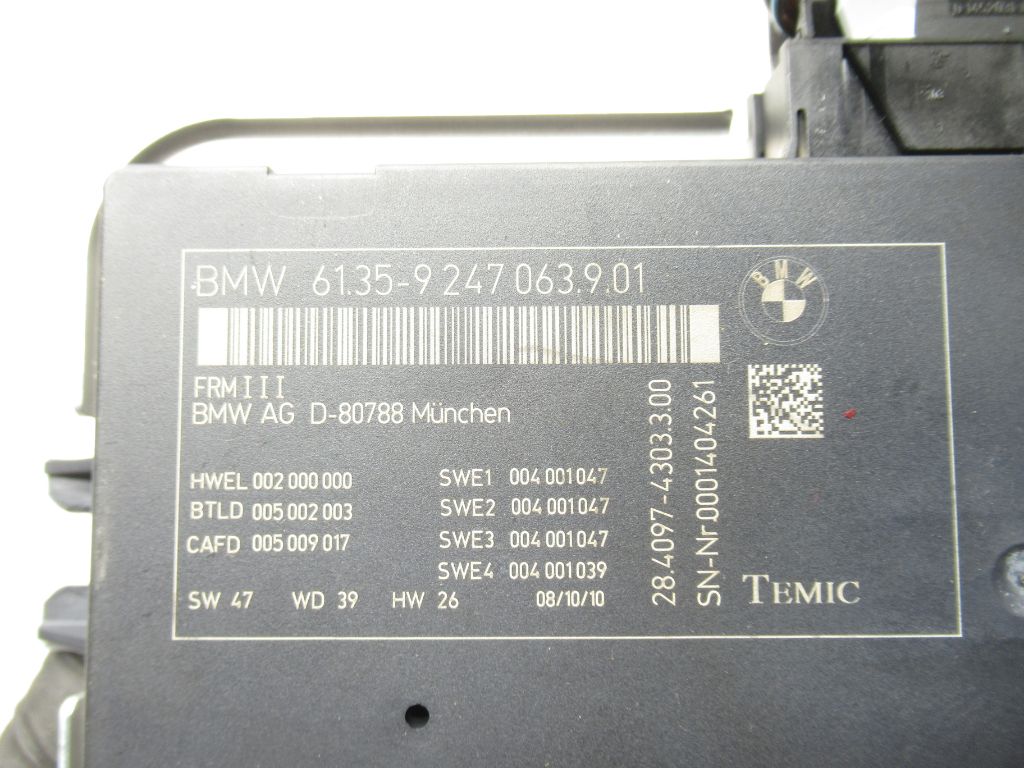 BMW 61.35-9 247 063.9.01
BMW
FRMIII
BMW AG D-80788 München
HWEL 002 000 000
BTLD 005 002 003
CAFD 005 009 017
SWE1 004 001047
SWE2 004 001047
SWE3 004 001047
SWE4 004 001039
SW 47 WD 39 HW 26 08/10/10
28.4097-4303.3.00
SN-Nr.0001404261
TEMIC